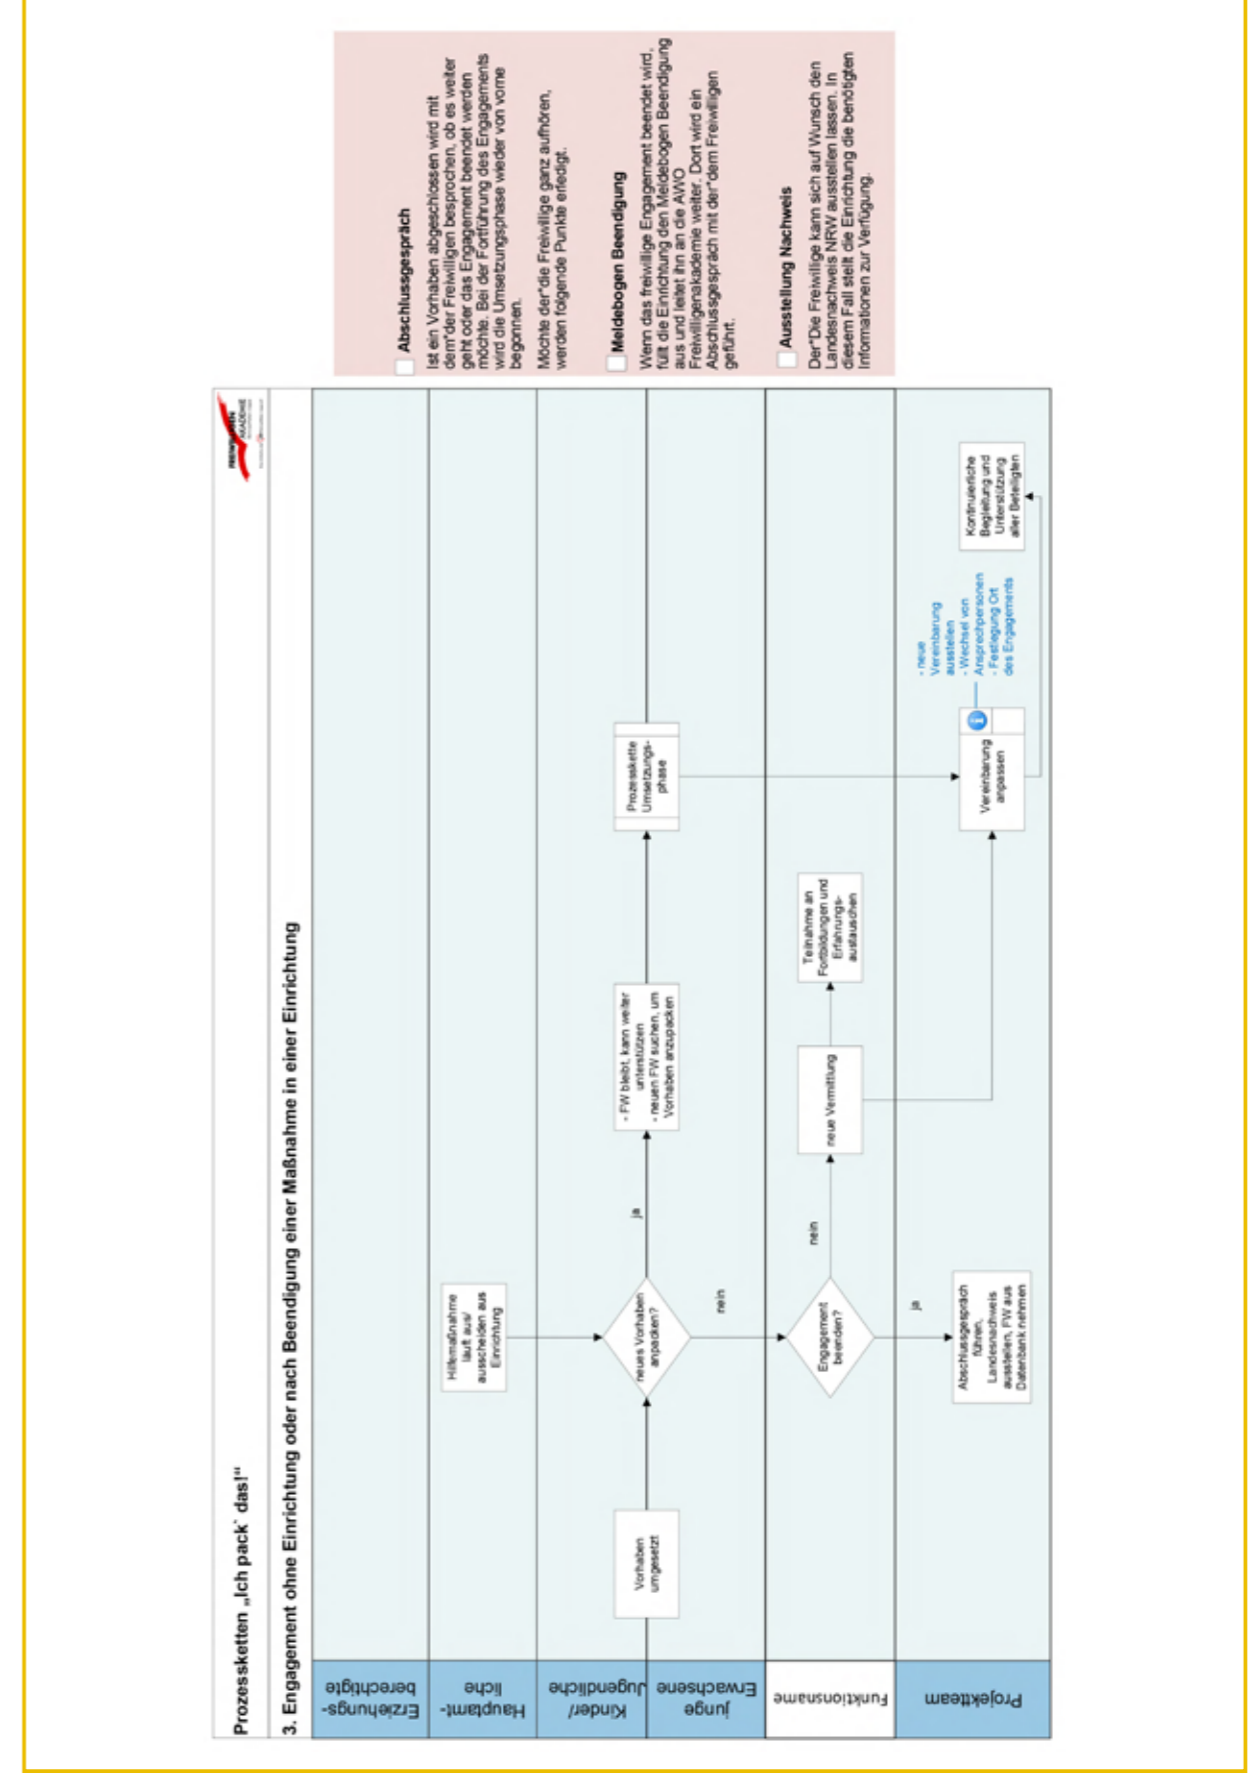 Prozessketten „Ich pack` das!“
FREIWILLIGEN
AKADEMIE
3. Engagement ohne Einrichtung oder nach Beendigung einer Maßnahme in einer Einrichtung
Erziehungs-
berechtigte
Hauptamt-
liche
Hilfemaßnahme
läuft aus/
ausscheiden aus
Einrichtung
Kinder/
Jugendliche
junge
Erwachsene
Vorhaben
umgesetzt
neues Vorhaben
anpacken?
ja
nein
- FW bleibt, kann weiter
unterstützen
- neuen FW suchen, um
Vorhaben anzupacken
Prozesskette
Umsetzungs-
phase
Funktionsname
Engagement
beenden?
nein
ja
neue Vermittlung
Teilnahme an
Fortbildungen und
Erfahrungs-
austauschen
Projektteam
Abschlussgespräch
führen,
Landesnachweis
ausstellen, FW aus
Datenbank nehmen
Vereinbarung
anpassen
i
- neue
Vereinbarung
ausstellen
- Wechsel von
Ansprechpersonen
- Festlegung Ort
des Engagements
Kontinuierliche
Begleitung und
Unterstützung
aller Beteiligten
Abschlussgespräch
Ist ein Vorhaben abgeschlossen wird mit
dem*der Freiwilligen besprochen, ob es weiter
geht oder das Engagement beendet werden
möchte. Bei der Fortführung des Engagements
wird die Umsetzungsphase wieder von vorne
begonnen.
Möchte der*die Freiwillige ganz aufhören,
werden folgende Punkte erledigt.
Meldebogen Beendigung
Wenn das freiwillige Engagement beendet wird,
füllt die Einrichtung den Meldebogen Beendigung
aus und leitet ihn an die AWO
Freiwilligenakademie weiter. Dort wird ein
Abschlussgespräch mit der*dem Freiwilligen
geführt.
Ausstellung Nachweis
Der*Die Freiwillige kann sich auf Wunsch den
Landesnachweis NRW ausstellen lassen. In
diesem Fall stellt die Einrichtung die benötigten
Informationen zur Verfügung.